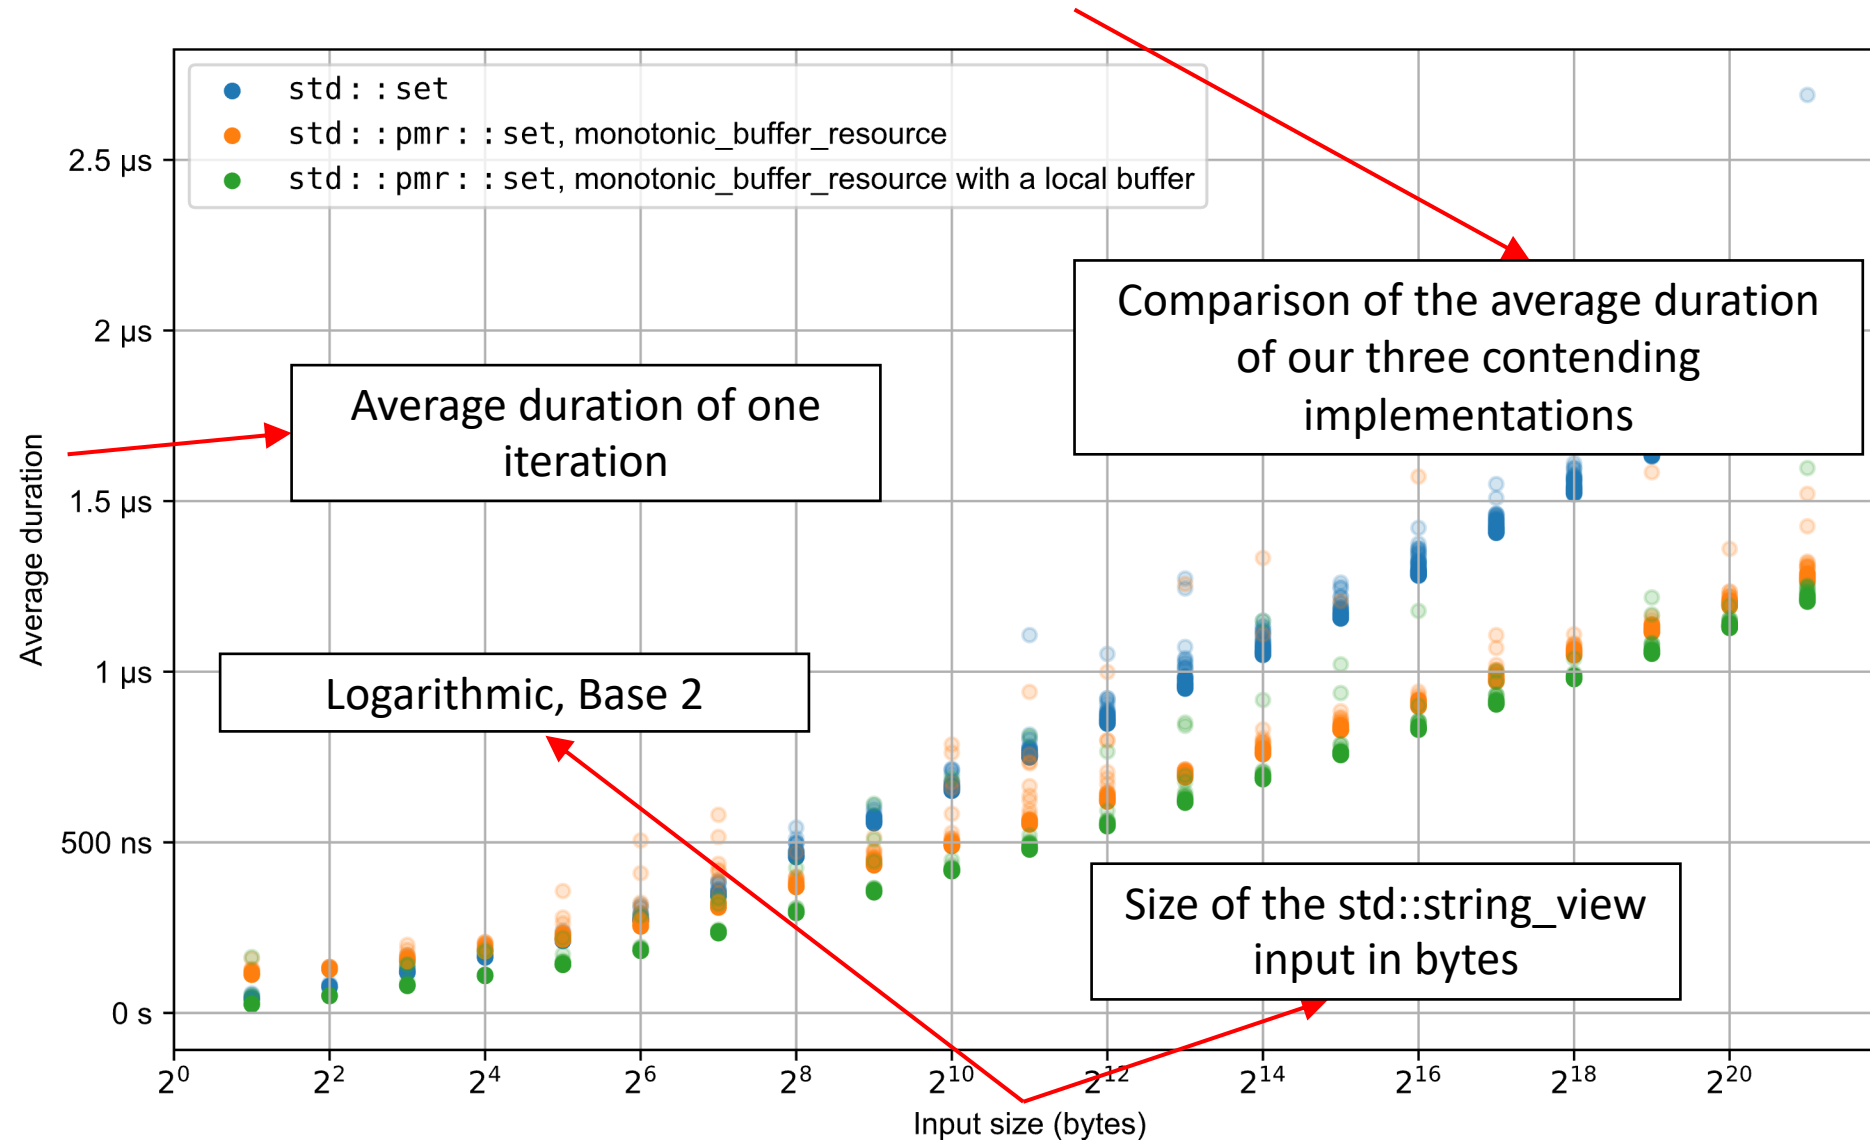 std::set
std::pmr::set, monotonic_buffer_resource
std::pmr::set, monotonic_buffer_resource with a local buffer
2.5 µs
2 µs
1.5 µs
1 µs
500 ns
0 s
Average duration
Comparison of the average duration
of our three contending
implementations
Average duration of one
iteration
Logarithmic, Base 2
Size of the std::string_view
input in bytes
2⁰ 2² 2⁴ 2⁶ 2⁸ 2¹⁰ 2¹² 2¹⁴ 2¹⁶ 2¹⁸ 2²⁰
Input size (bytes)